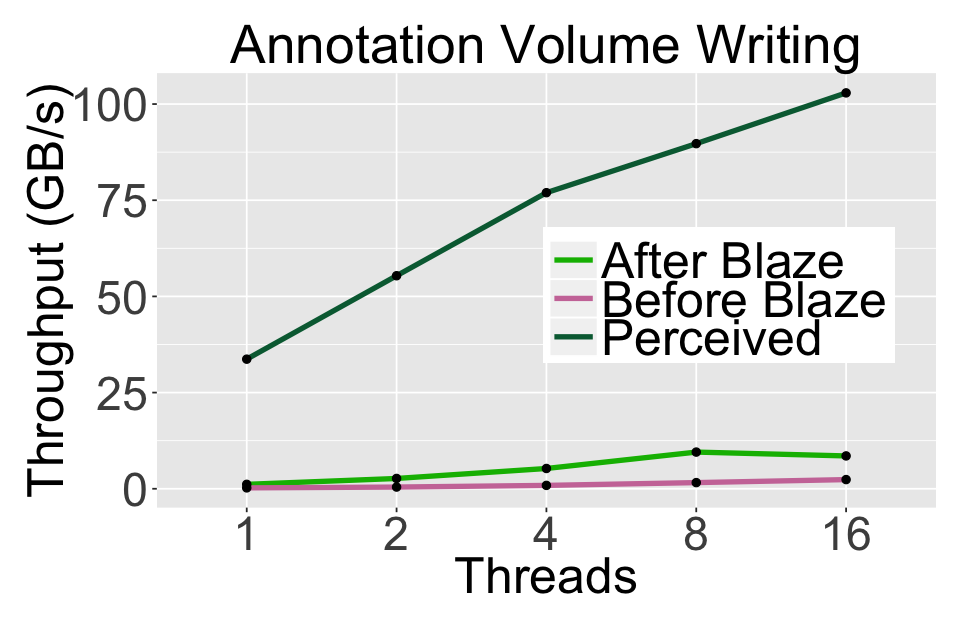 Annotation Volume Writing
Throughput (GB/s)
100
75
50
25
0
After Blaze
Before Blaze
Perceived
1 2 4 8 16
Threads